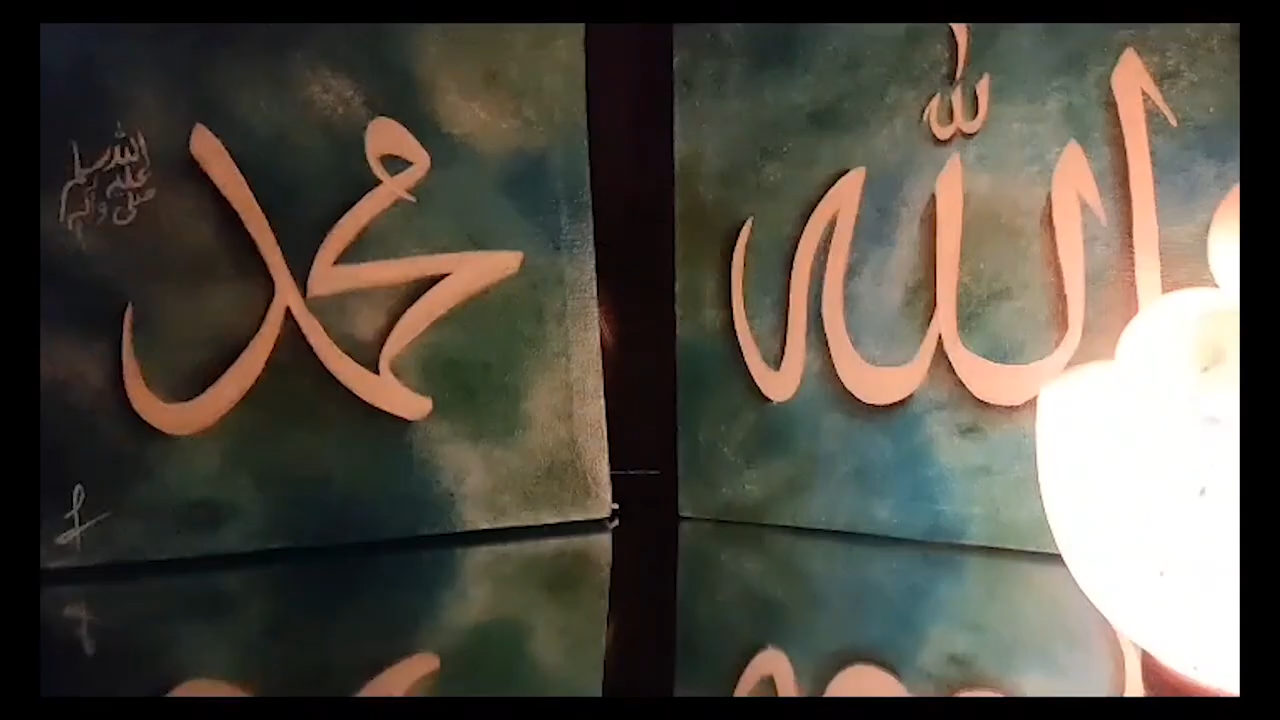 الله
محمد
صلى الله عليه وآله وسلم